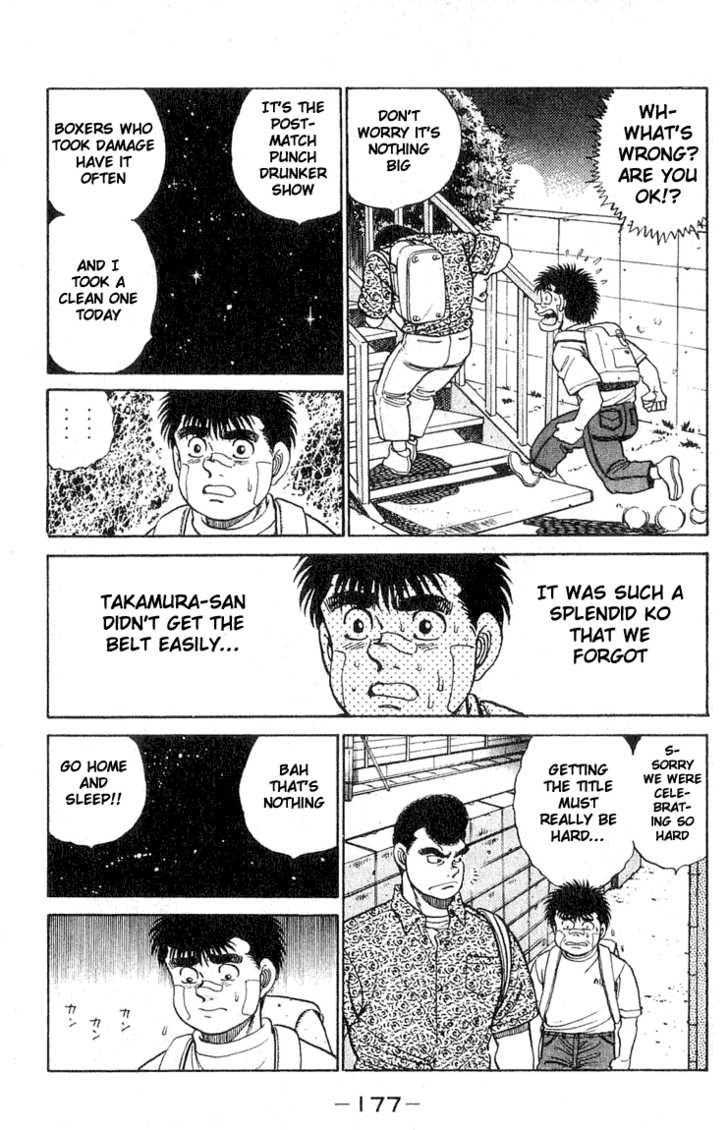 WH-
WHAT'S
WRONG?
ARE YOU
OK!?
DON'T
WORRY IT'S
NOTHING
BIG
IT'S THE
POST-
MATCH
PUNCH
DRUNKER
SHOW
BOXERS WHO
TOOK DAMAGE
HAVE IT
OFTEN
AND I
TOOK A
CLEAN ONE
TODAY
IT WAS SUCH A
SPLENDID KO
THAT WE
FORGOT
TAKAMURA-SAN
DIDN'T GET THE
BELT EASILY...
S-
SORRY
WE WERE
CELE-
BRAT-
ING SO
HARD
GETTING
THE TITLE
MUST
REALLY BE
HARD...
BAH
THAT'S
NOTHING
GO HOME
AND
SLEEP!!
カン
カン
カン
—177—